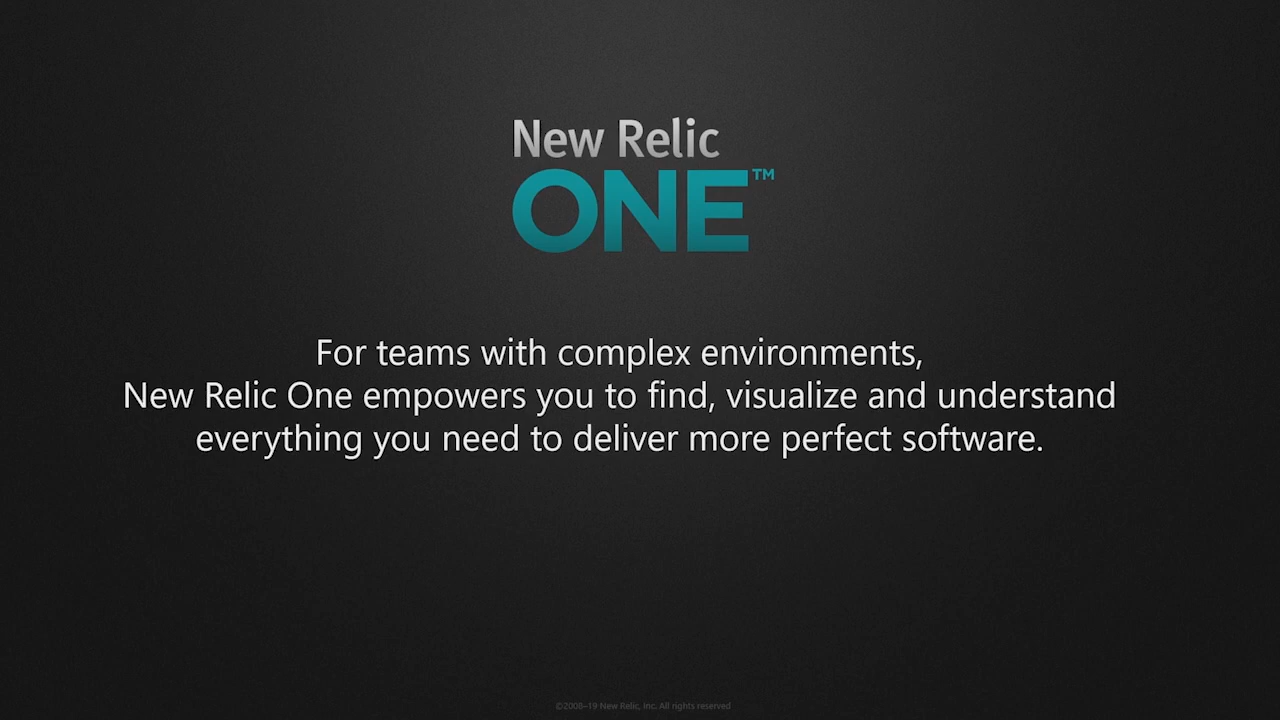 New Relic
ONE™
For teams with complex environments,
New Relic One empowers you to find, visualize and understand
everything you need to deliver more perfect software.
©2008–19 New Relic, Inc. All rights reserved